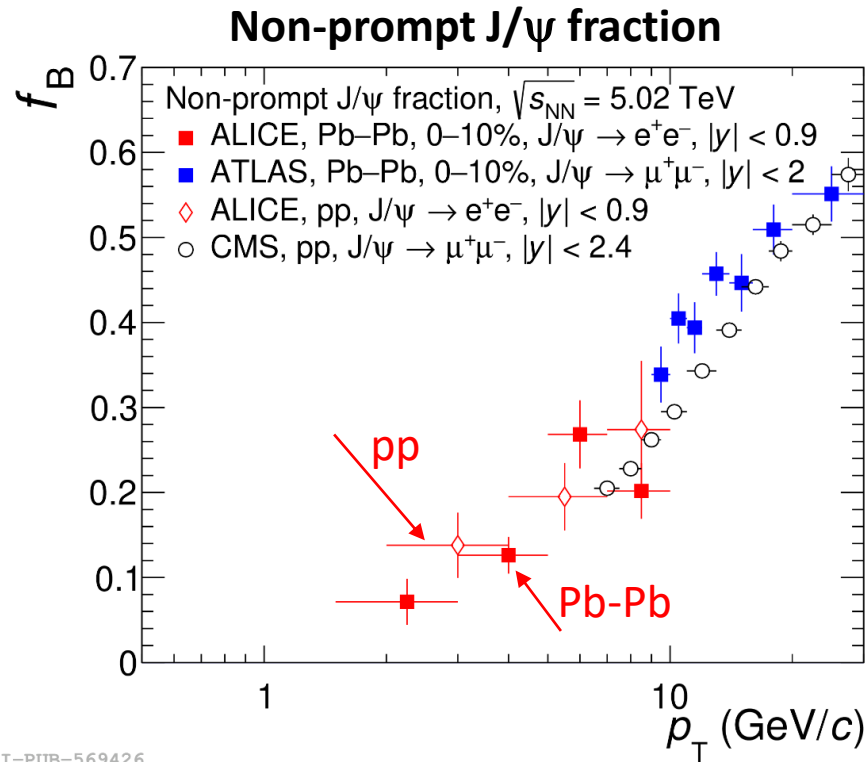 Non-prompt J/ψ fraction
f_B
0.7
0.6
0.5
0.4
0.3
0.2
0.1
0
Non-prompt J/ψ fraction, √s_NN = 5.02 TeV
ALICE, Pb–Pb, 0–10%, J/ψ → e⁺e⁻, |y| < 0.9
ATLAS, Pb–Pb, 0–10%, J/ψ → μ⁺μ⁻, |y| < 2
ALICE, pp, J/ψ → e⁺e⁻, |y| < 0.9
CMS, pp, J/ψ → μ⁺μ⁻, |y| < 2.4
pp
Pb-Pb
1 10
p_T (GeV/c)
I-PUB-569426